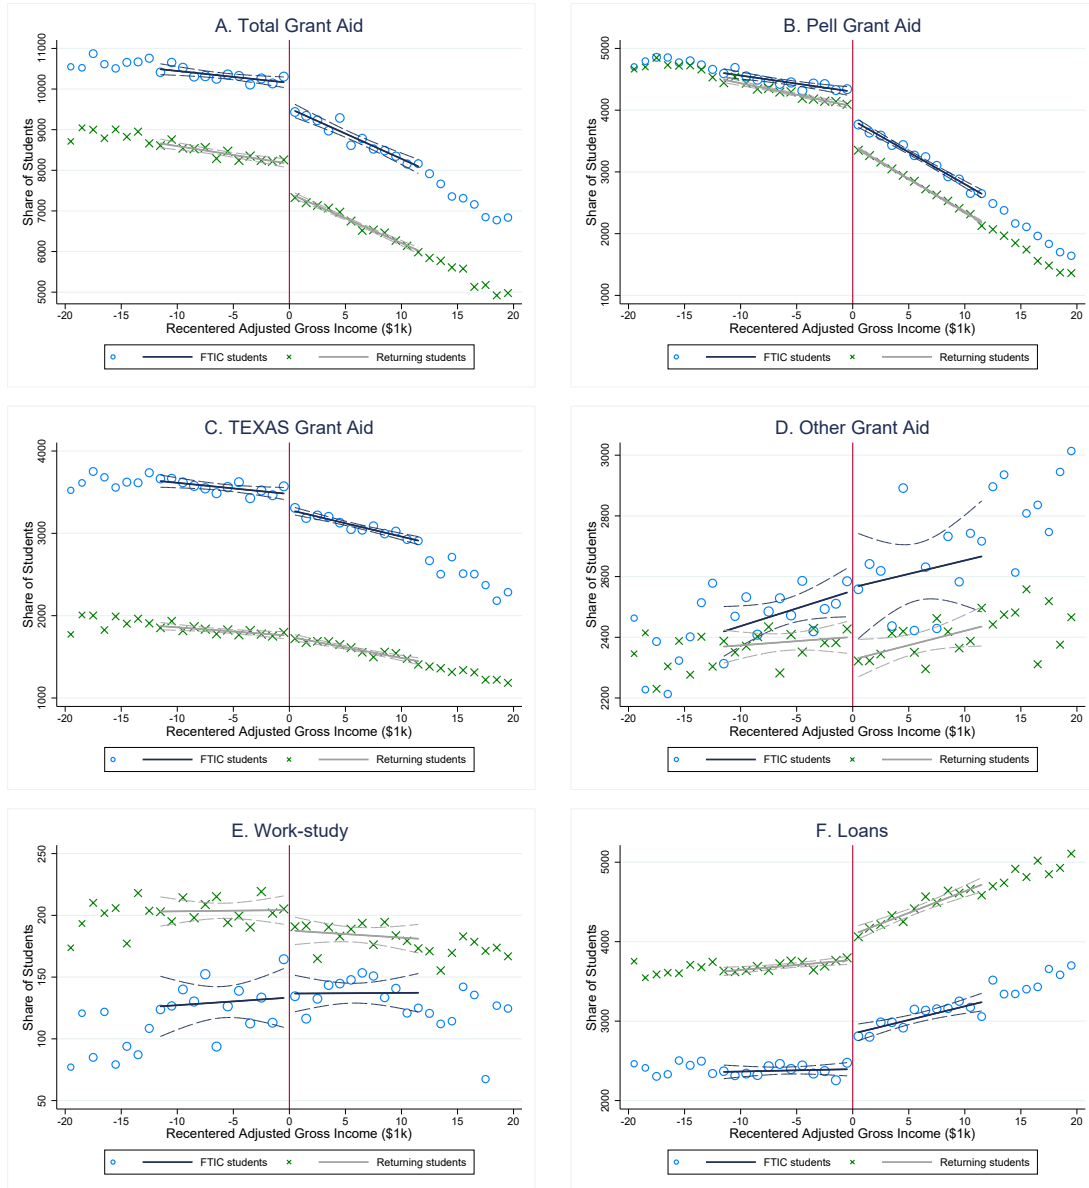 A. Total Grant Aid
Share of Students
11000
10000
9000
8000
7000
6000
5000
-20 -15 -10 -5 0 5 10 15 20
Recentered Adjusted Gross Income ($1k)
FTIC students Returning students
B. Pell Grant Aid
Share of Students
5000
4000
3000
2000
1000
-20 -15 -10 -5 0 5 10 15 20
Recentered Adjusted Gross Income ($1k)
FTIC students Returning students
C. TEXAS Grant Aid
Share of Students
4000
3000
2000
1000
-20 -15 -10 -5 0 5 10 15 20
Recentered Adjusted Gross Income ($1k)
FTIC students Returning students
D. Other Grant Aid
Share of Students
3000
2800
2600
2400
2200
-20 -15 -10 -5 0 5 10 15 20
Recentered Adjusted Gross Income ($1k)
FTIC students Returning students
E. Work-study
Share of Students
250
200
150
100
50
-20 -15 -10 -5 0 5 10 15 20
Recentered Adjusted Gross Income ($1k)
FTIC students Returning students
F. Loans
Share of Students
5000
4000
3000
2000
-20 -15 -10 -5 0 5 10 15 20
Recentered Adjusted Gross Income ($1k)
FTIC students Returning students